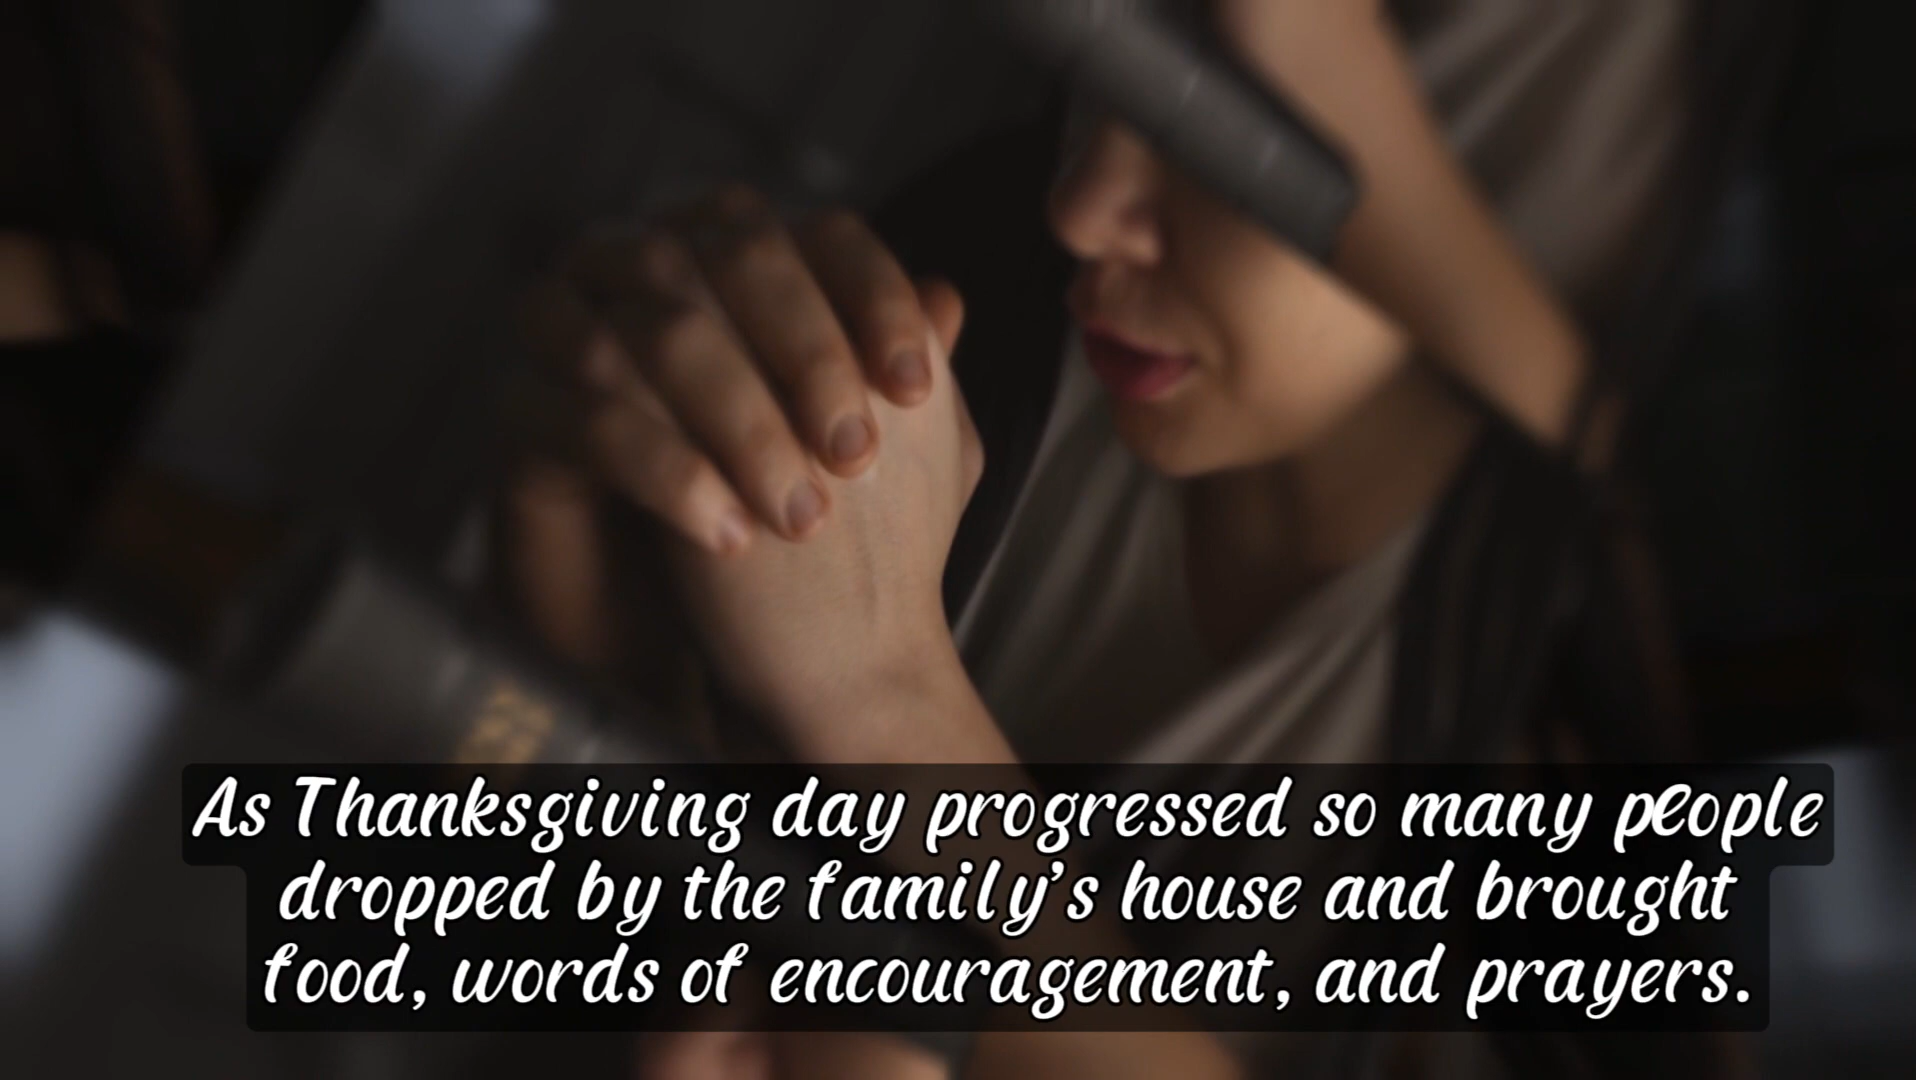 As Thanksgiving day progressed so many people
dropped by the family’s house and brought
food, words of encouragement, and prayers.